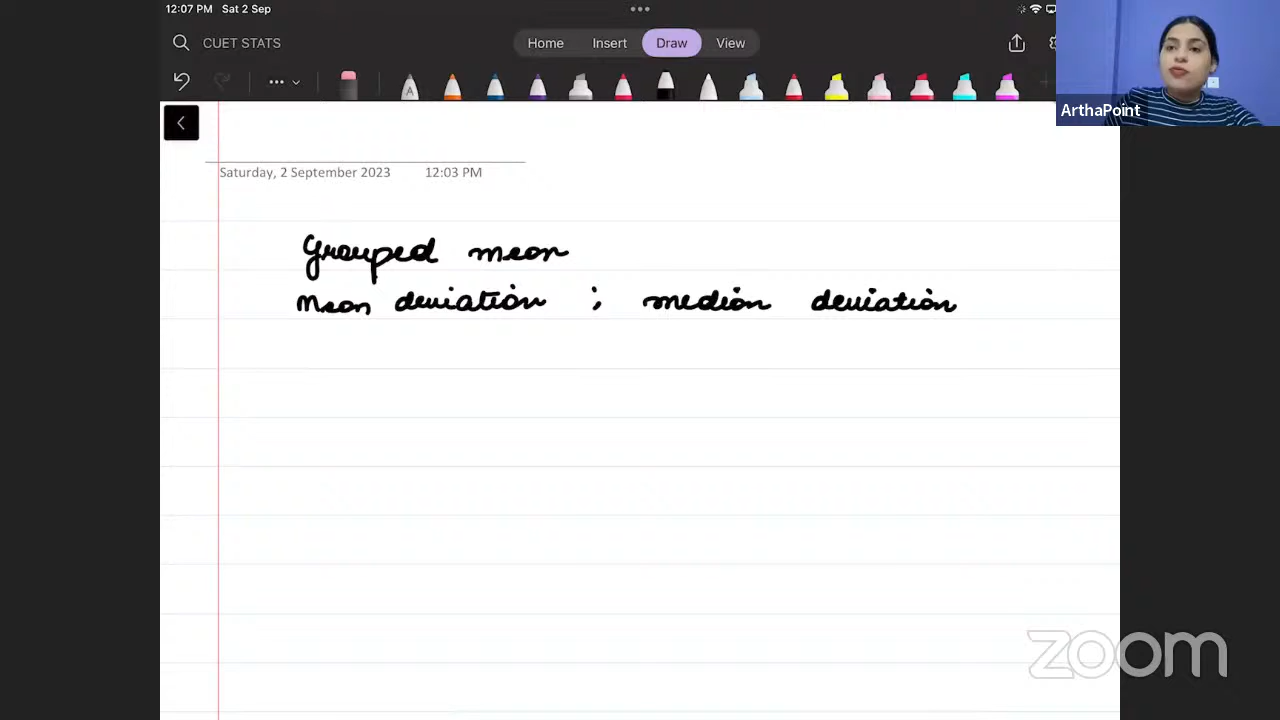 12:07 PM Sat 2 Sep
CUET STATS
Home Insert Draw View
A
ArthaPoint
Saturday, 2 September 2023 12:03 PM
Grouped mean
Mean deviation ; median deviation
zoom